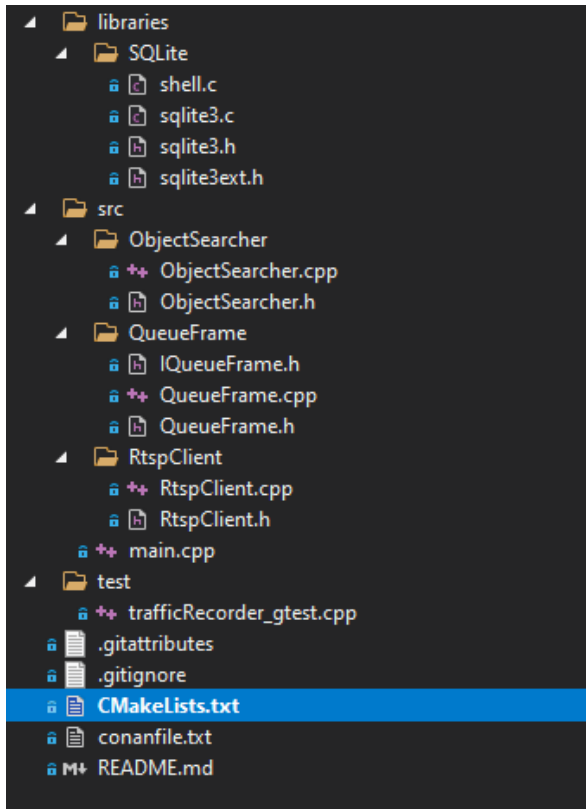 libraries
SQLite
shell.c
sqlite3.c
sqlite3.h
sqlite3ext.h
src
ObjectSearcher
ObjectSearcher.cpp
ObjectSearcher.h
QueueFrame
IQueueFrame.h
QueueFrame.cpp
QueueFrame.h
RtspClient
RtspClient.cpp
RtspClient.h
main.cpp
test
trafficRecorder_gtest.cpp
.gitattributes
.gitignore
CMakeLists.txt
conanfile.txt
README.md